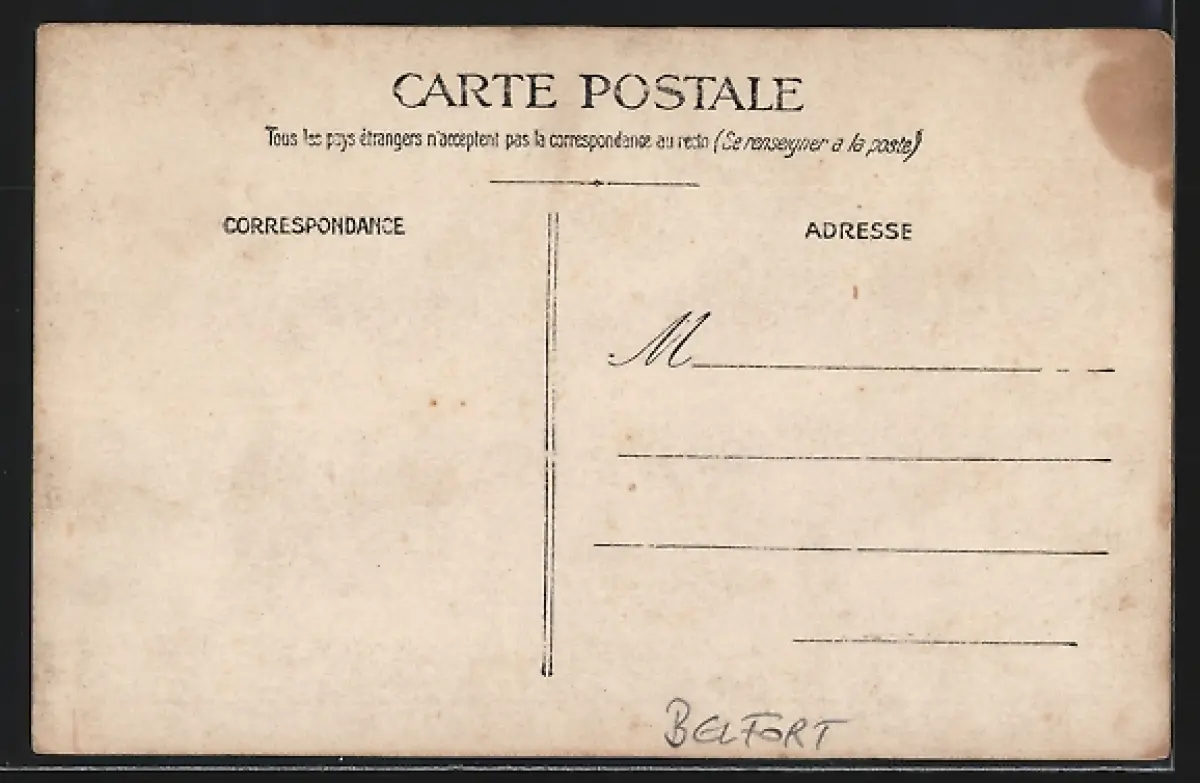 CARTE POSTALE
Tous les pays étrangers n'acceptent pas la correspondance au recto (Se renseigner a la poste)
CORRESPONDANCE
ADRESSE
M
BELFORT